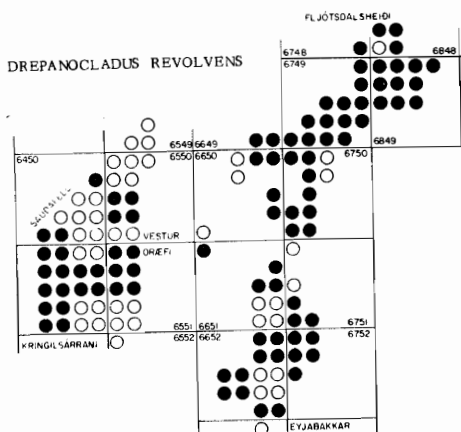 FLJÓTSDALSHEIÐI
DREPANOCLADUS REVOLVENS
6748 6848
6749
6849
6549 6649
6450 6550 6650 6750
SAUÐAFELL
VESTUR
ÖRÆFI
6551 6651 6751
6552 6652 6752
KRINGILSÁRRANI
EYJABAKKAR